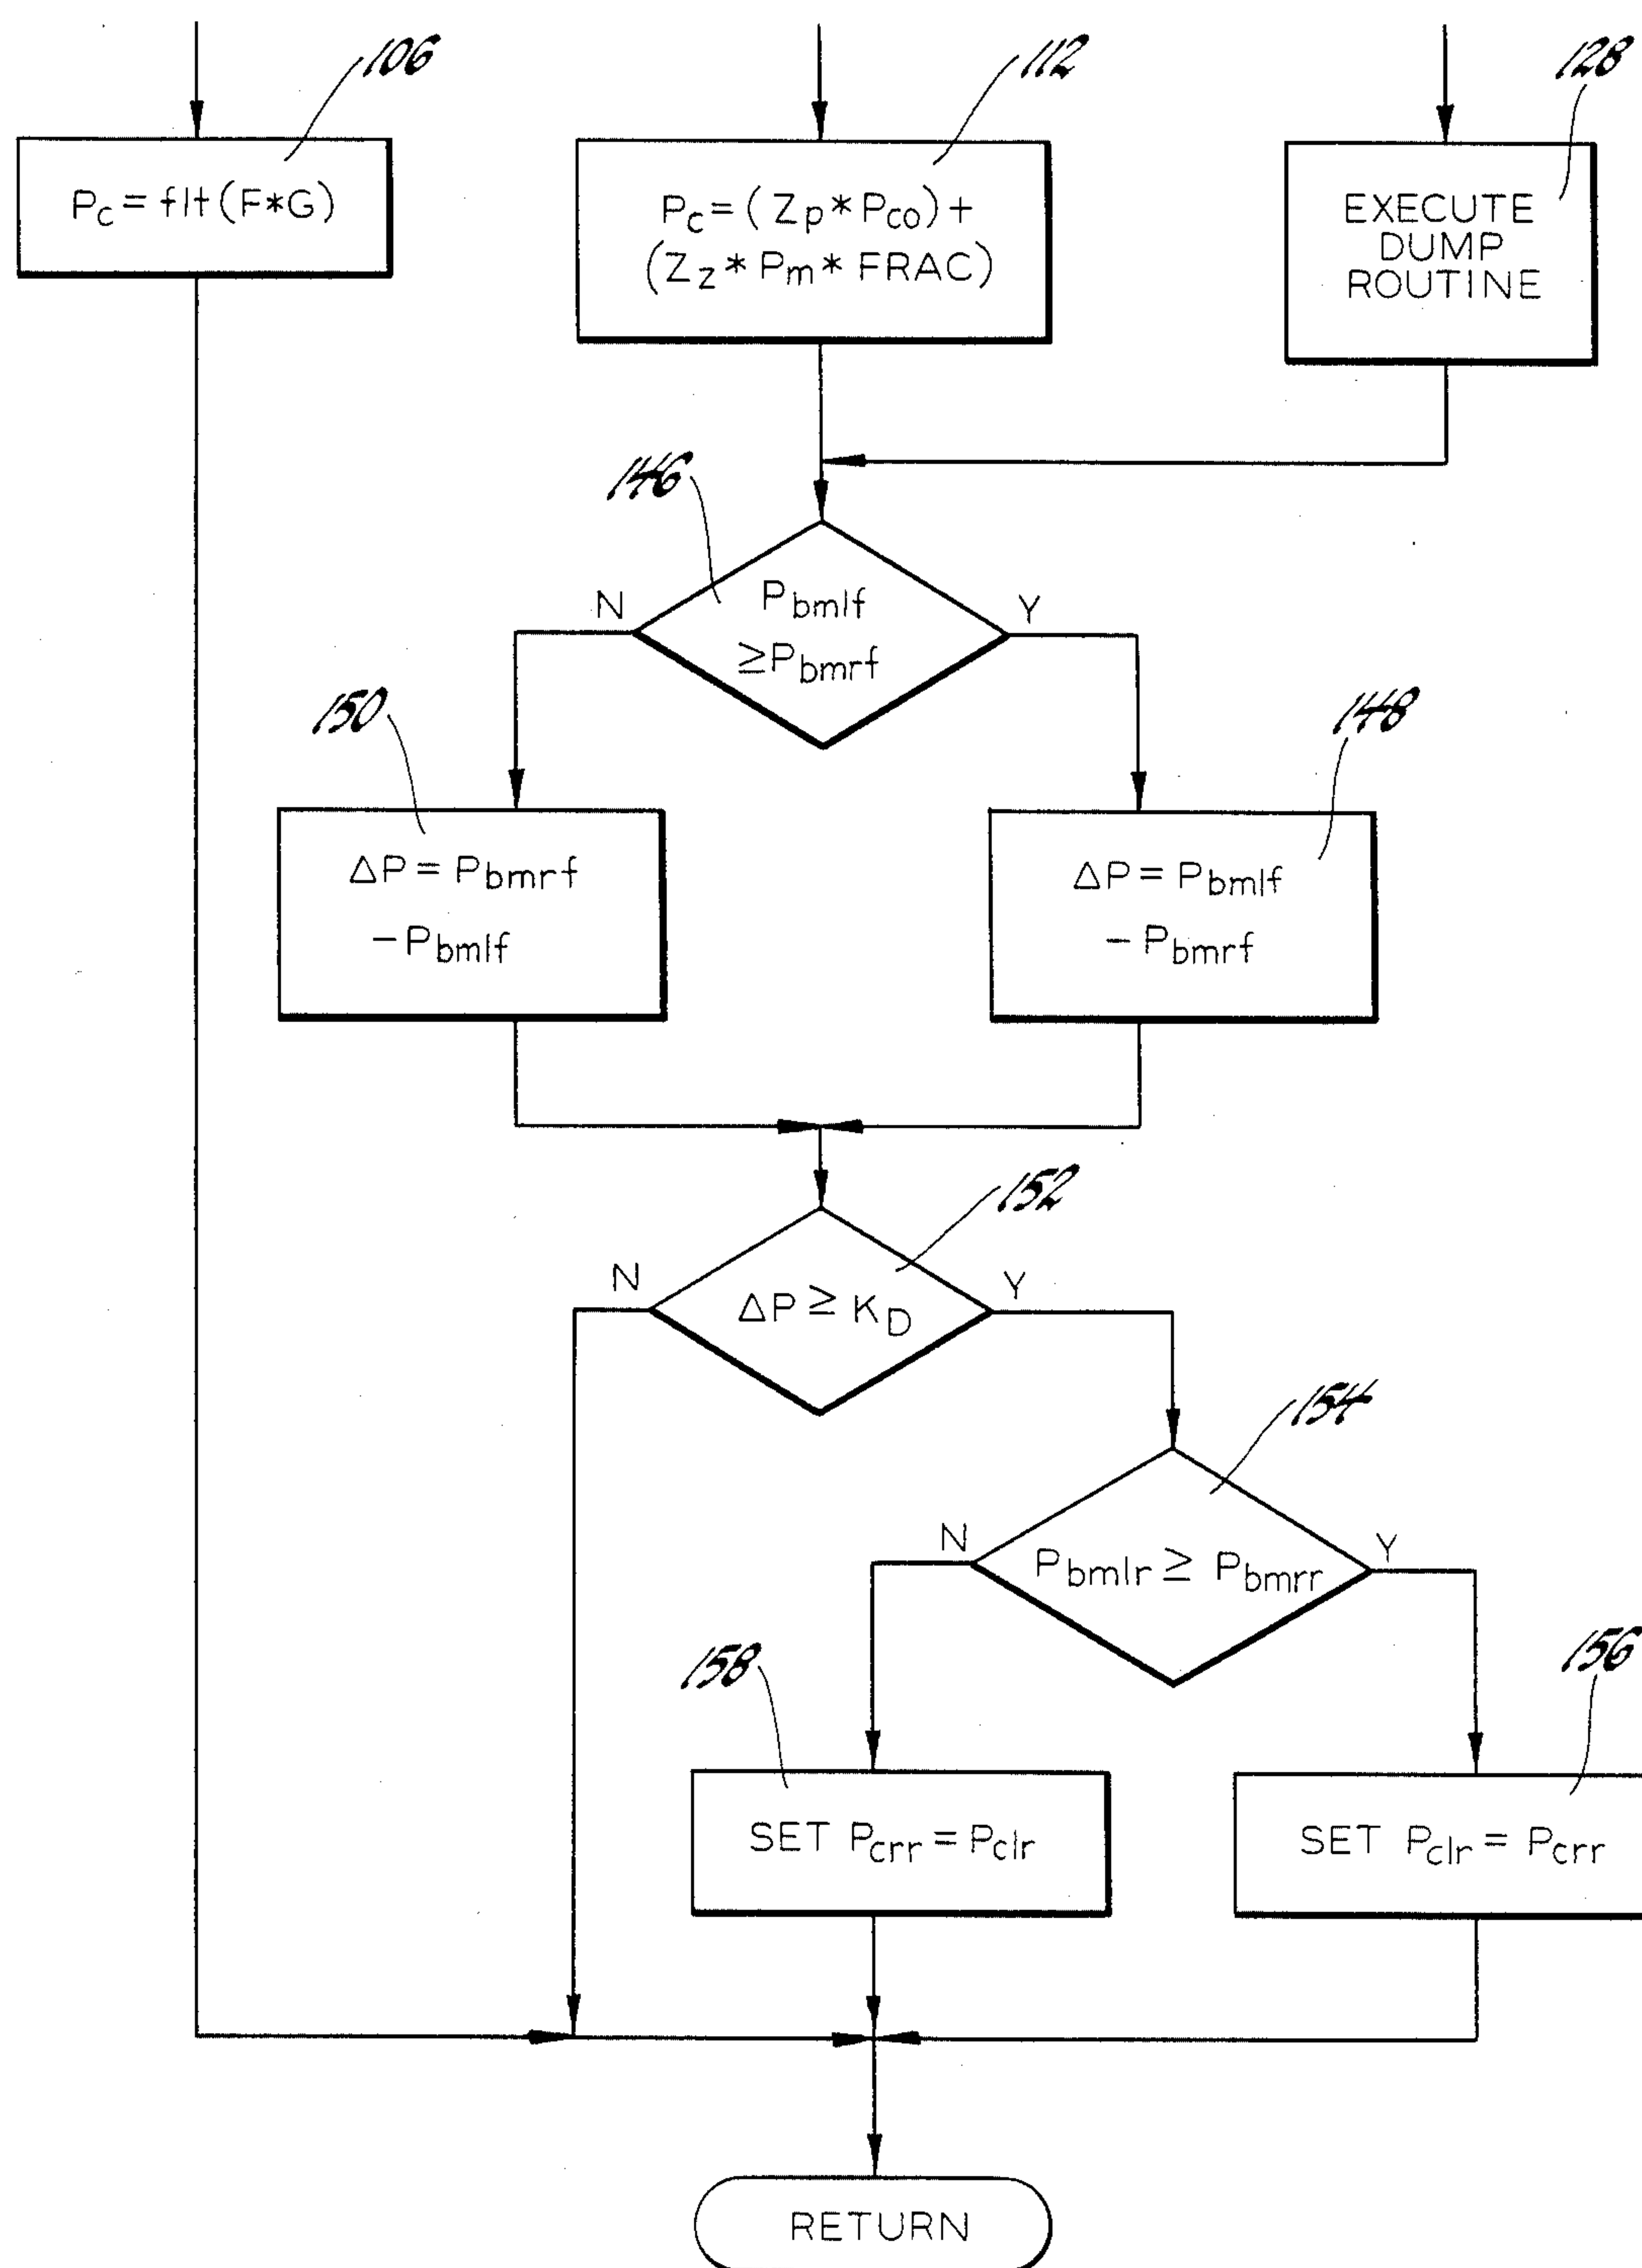 106
112
128
Pc = flt (F*G)
Pc = (Zp * Pco) +
(Zz * Pm * FRAC)
EXECUTE
DUMP
ROUTINE
146
N
Pbmlf
≥Pbmrf
Y
150
148
ΔP = Pbmrf
-Pbmlf
ΔP = Pbmlf
- Pbmrf
152
N
ΔP ≥ KD
Y
154
N
Pbmlr ≥ Pbmrr
Y
158
156
SET Pcrr = Pclr
SET Pclr = Pcrr
RETURN